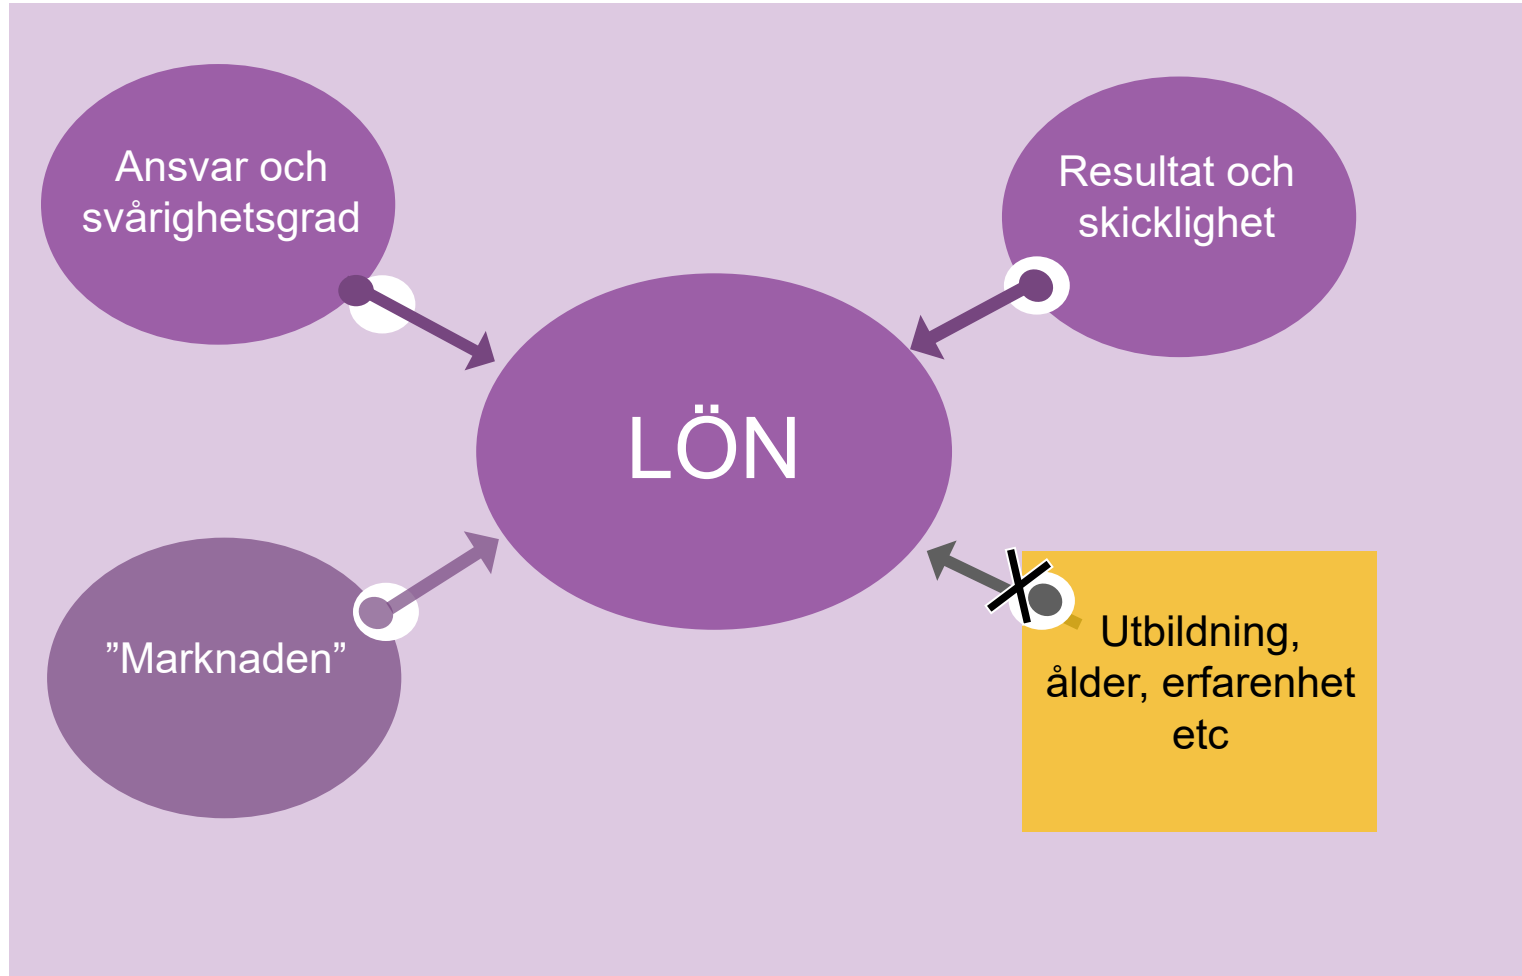 Ansvar och
svårighetsgrad
Resultat och
skicklighet
LÖN
”Marknaden”
Utbildning,
ålder, erfarenhet
etc